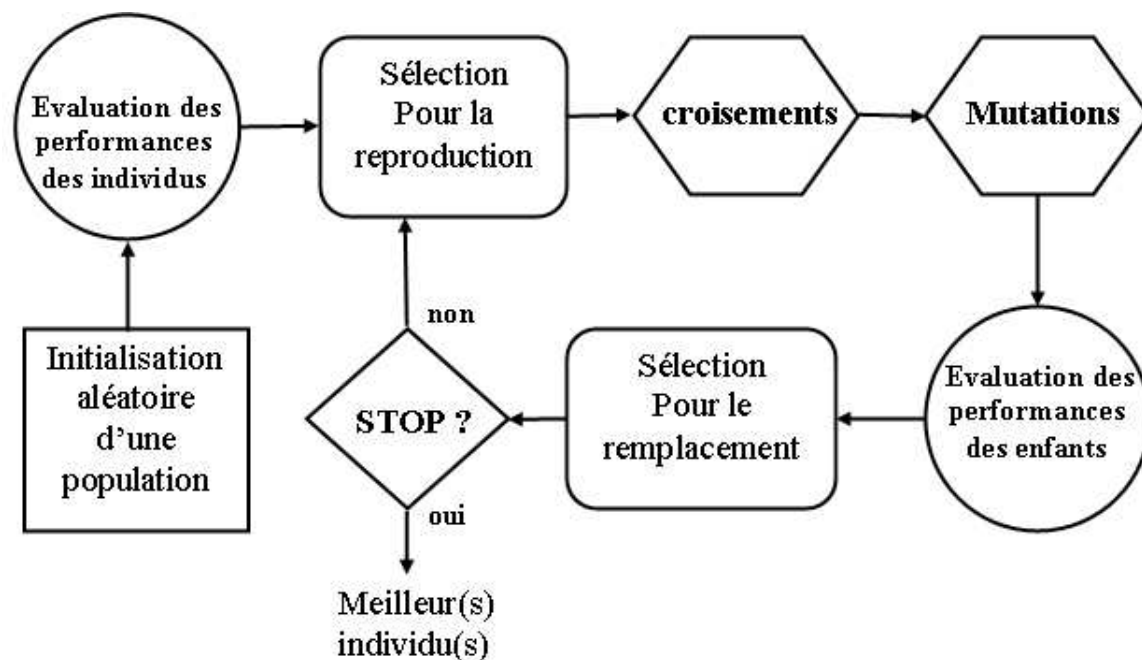 Evaluation des
performances
des individus
Sélection
Pour la
reproduction
croisements
Mutations
Initialisation
aléatoire
d'une
population
non
STOP ?
oui
Sélection
Pour le
remplacement
Evaluation des
performances
des enfants
Meilleur(s)
individu(s)